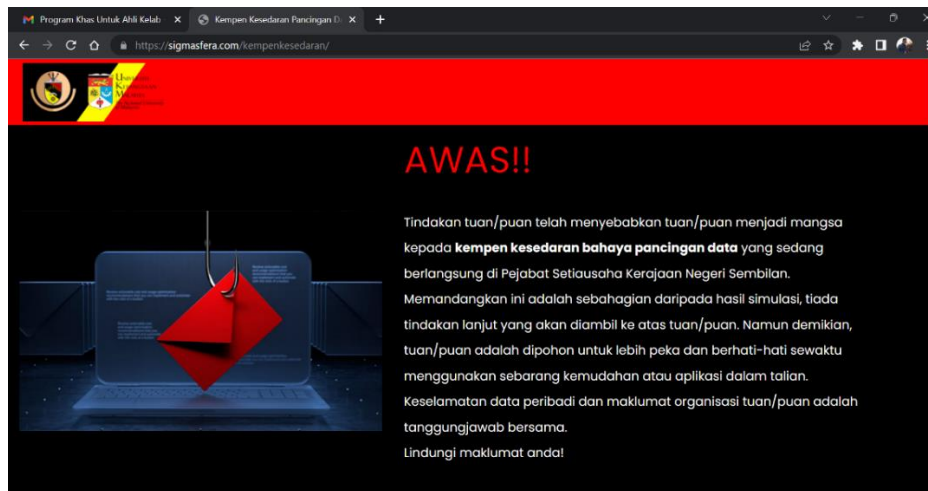 Program Khas Untuk Ahli Kelab
Kempen Kesedaran Pancingan D
https://sigmasfera.com/kempenkesedaran/
AWAS!!
Tindakan tuan/puan telah menyebabkan tuan/puan menjadi mangsa
kepada kempen kesedaran bahaya pancingan data yang sedang
berlangsung di Pejabat Setiausaha Kerajaan Negeri Sembilan.
Memandangkan ini adalah sebahagian daripada hasil simulasi, tiada
tindakan lanjut yang akan diambil ke atas tuan/puan. Namun demikian,
tuan/puan adalah dipohon untuk lebih peka dan berhati-hati sewaktu
menggunakan sebarang kemudahan atau aplikasi dalam talian.
Keselamatan data peribadi dan maklumat organisasi tuan/puan adalah
tanggungjawab bersama.
Lindungi maklumat anda!